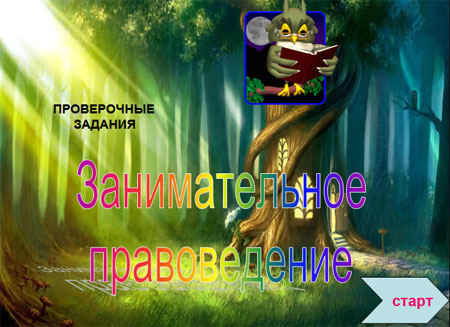 ПРОВЕРОЧНЫЕ
ЗАДАНИЯ
Занимательное
правоведение
старт